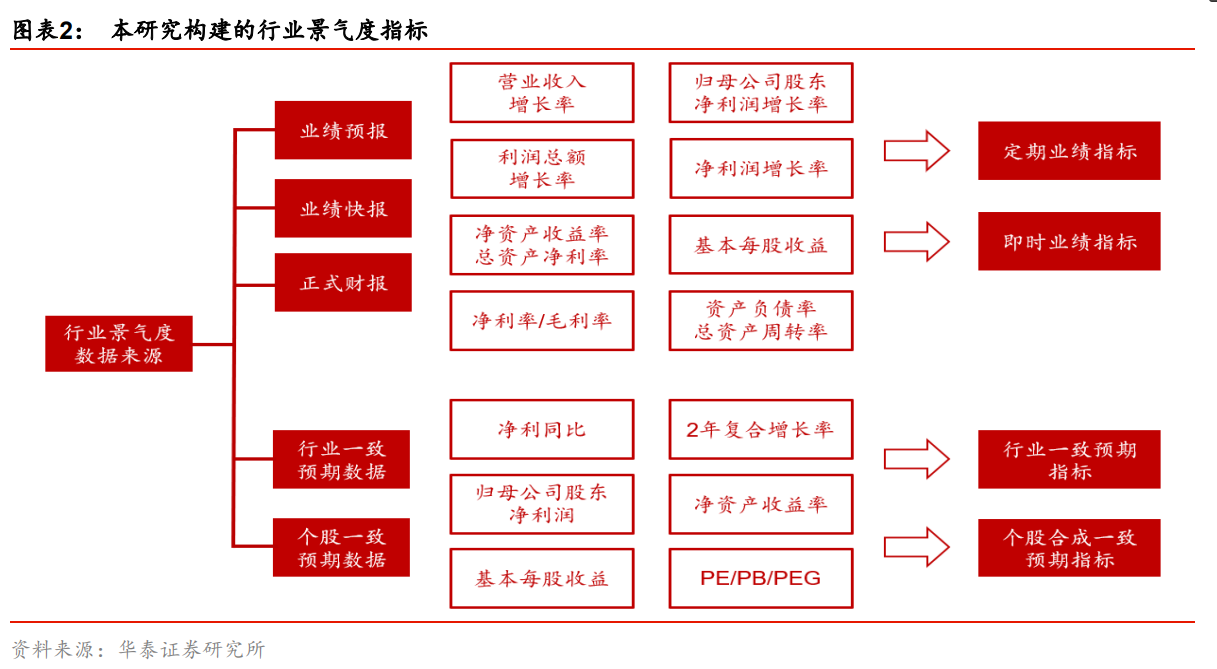 图表2： 本研究构建的行业景气度指标
行业景气度
数据来源
业绩预报
业绩快报
正式财报
营业收入
增长率
归母公司股东
净利润增长率
利润总额
增长率
净利润增长率
净资产收益率
总资产净利率
基本每股收益
净利率/毛利率
资产负债率
总资产周转率
定期业绩指标
即时业绩指标
行业一致
预期数据
个股一致
预期数据
净利同比
2年复合增长率
归母公司股东
净利润
净资产收益率
基本每股收益
PE/PB/PEG
行业一致预期
指标
个股合成一致
预期指标
资料来源：华泰证券研究所